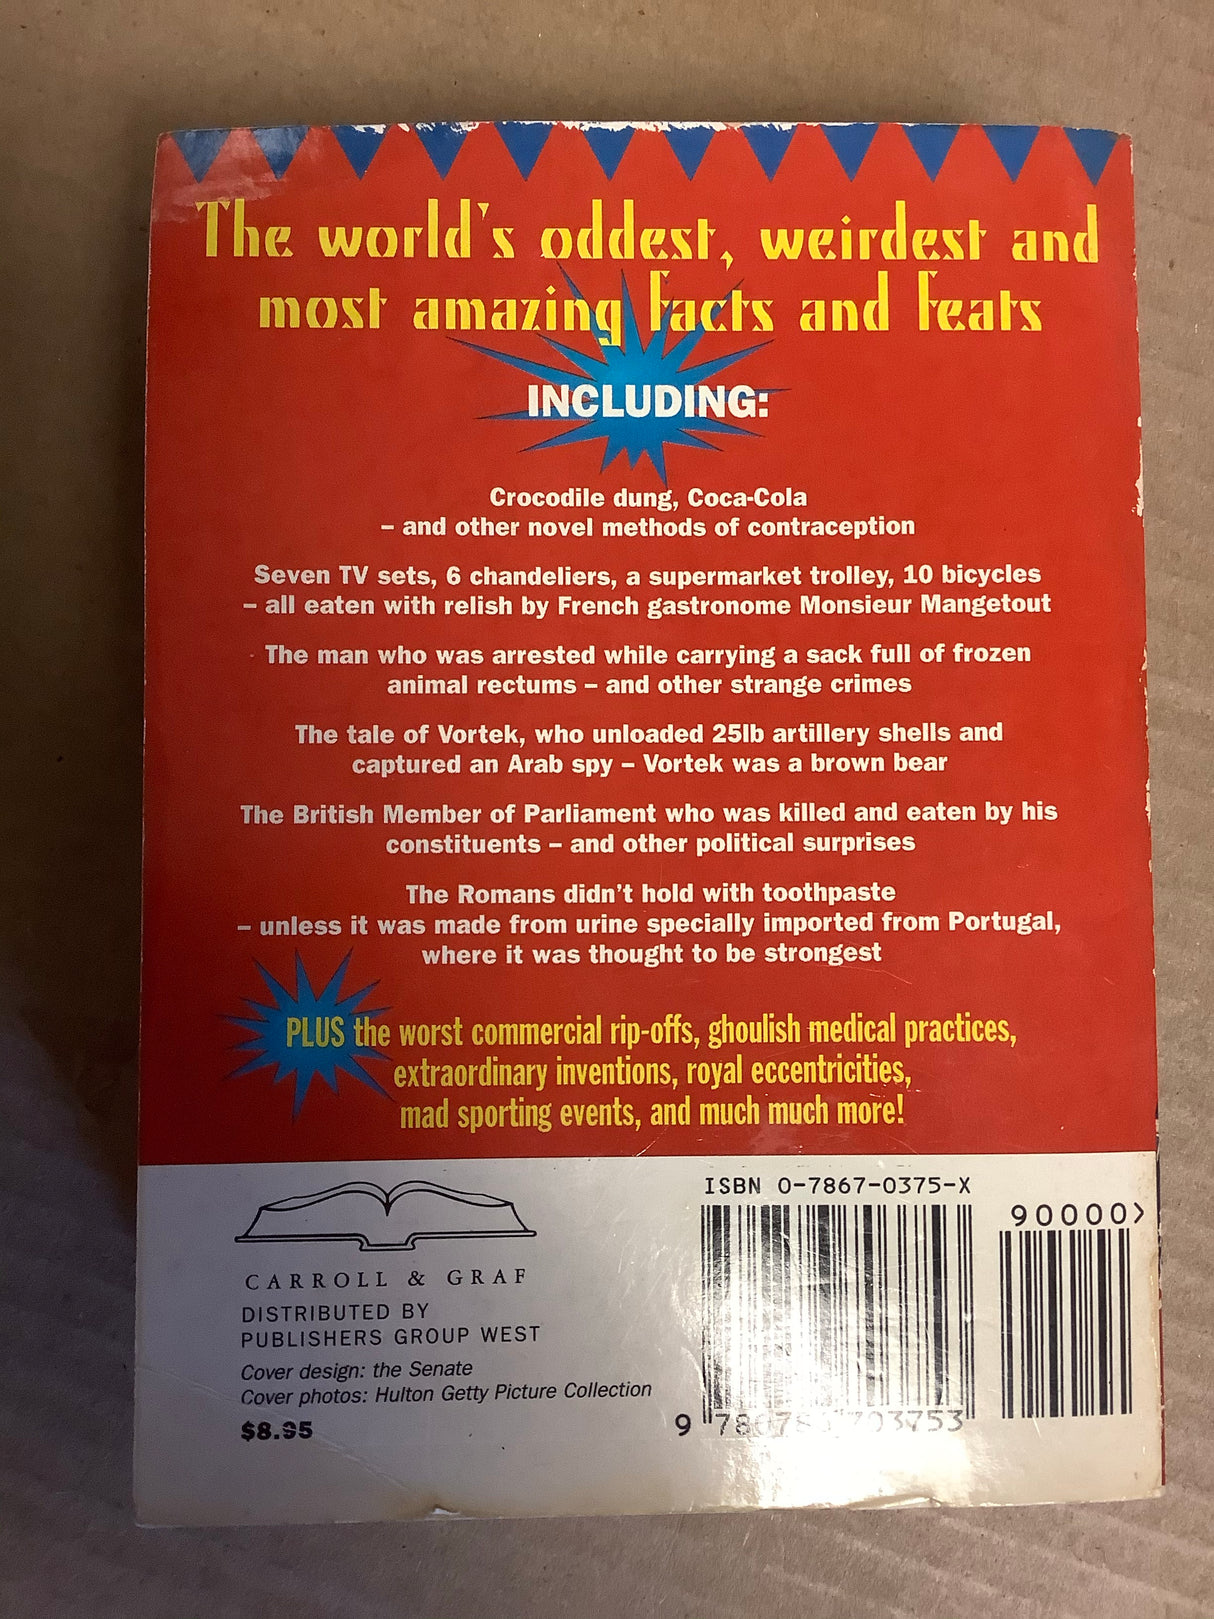 The world's oddest, weirdest and
most amazing facts and feats
INCLUDING:
Crocodile dung, Coca-Cola
– and other novel methods of contraception
Seven TV sets, 6 chandeliers, a supermarket trolley, 10 bicycles
– all eaten with relish by French gastronome Monsieur Mangetout
The man who was arrested while carrying a sack full of frozen
animal rectums – and other strange crimes
The tale of Vortek, who unloaded 25lb artillery shells and
captured an Arab spy – Vortek was a brown bear
The British Member of Parliament who was killed and eaten by his
constituents – and other political surprises
The Romans didn't hold with toothpaste
– unless it was made from urine specially imported from Portugal,
where it was thought to be strongest
PLUS the worst commercial rip-offs, ghoulish medical practices,
extraordinary inventions, royal eccentricities,
mad sporting events, and much much more!
CARROLL & GRAF
DISTRIBUTED BY
PUBLISHERS GROUP WEST
Cover design: the Senate
Cover photos: Hulton Getty Picture Collection
$8.95
ISBN 0-7867-0375-X
90000>
9 780786 703753